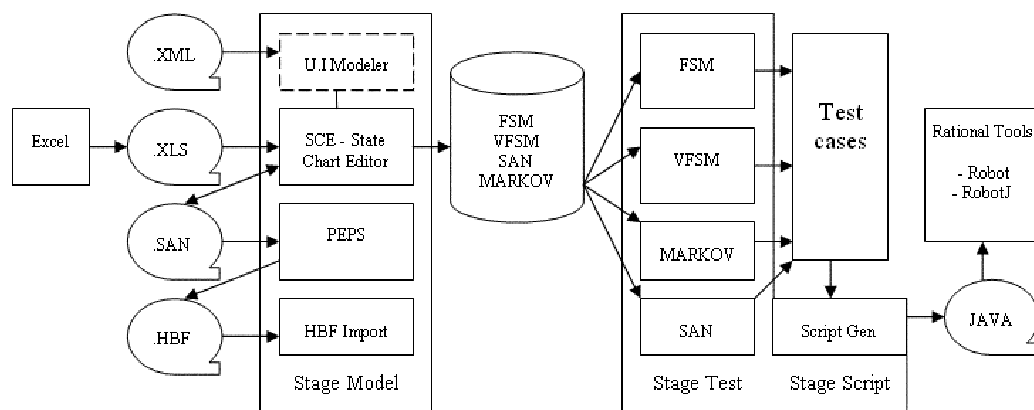 .XML
U.I Modeler
Excel
.XLS
SCE - State
Chart Editor
.SAN
PEPS
.HBF
HBF Import
Stage Model
FSM
VFSM
SAN
MARKOV
FSM
VFSM
MARKOV
SAN
Stage Test
Test
cases
Script Gen
Stage Script
Rational Tools
- Robot
- RobotJ
JAVA